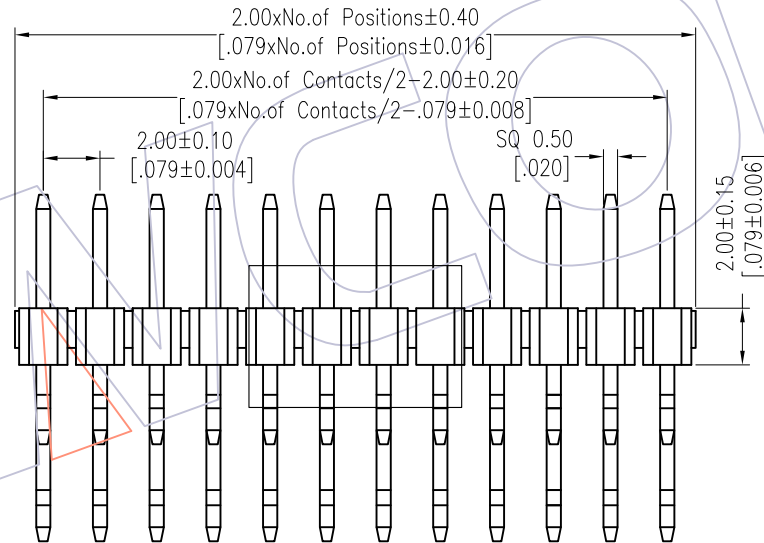 2.00xNo.of Positions±0.40
[.079xNo.of Positions±0.016]
2.00xNo.of Contacts/2-2.00±0.20
[.079xNo.of Contacts/2-.079±0.008]
2.00±0.10
[.079±0.004]
SQ 0.50
[.020]
2.00±0.15
[.079±0.006]
WCO